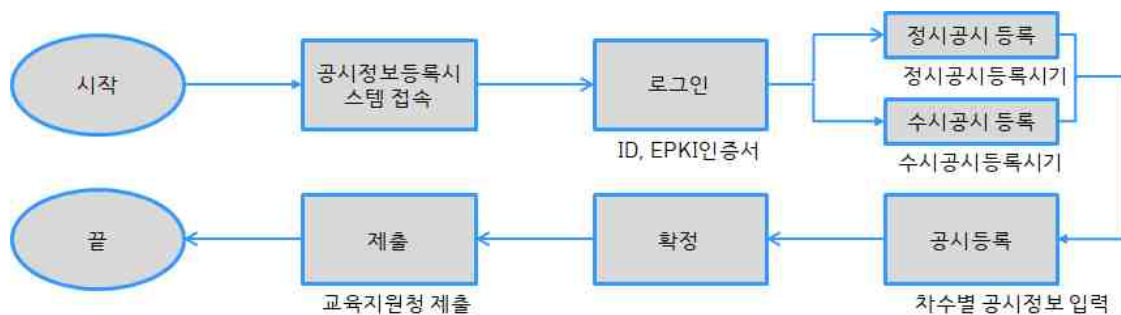 시작
공시정보등록시
스템 접속
로그인
ID, EPKI인증서
정시공시 등록
정시공시등록시기
수시공시 등록
수시공시등록시기
공시등록
차수별 공시정보 입력
확정
제출
교육지원청 제출
끝